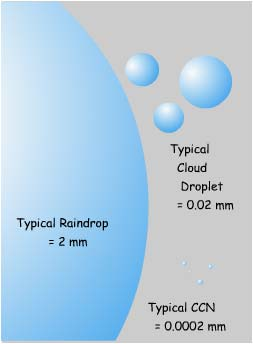 Typical
Cloud
Droplet
= 0.02 mm
Typical Raindrop
= 2 mm
Typical CCN
= 0.0002 mm